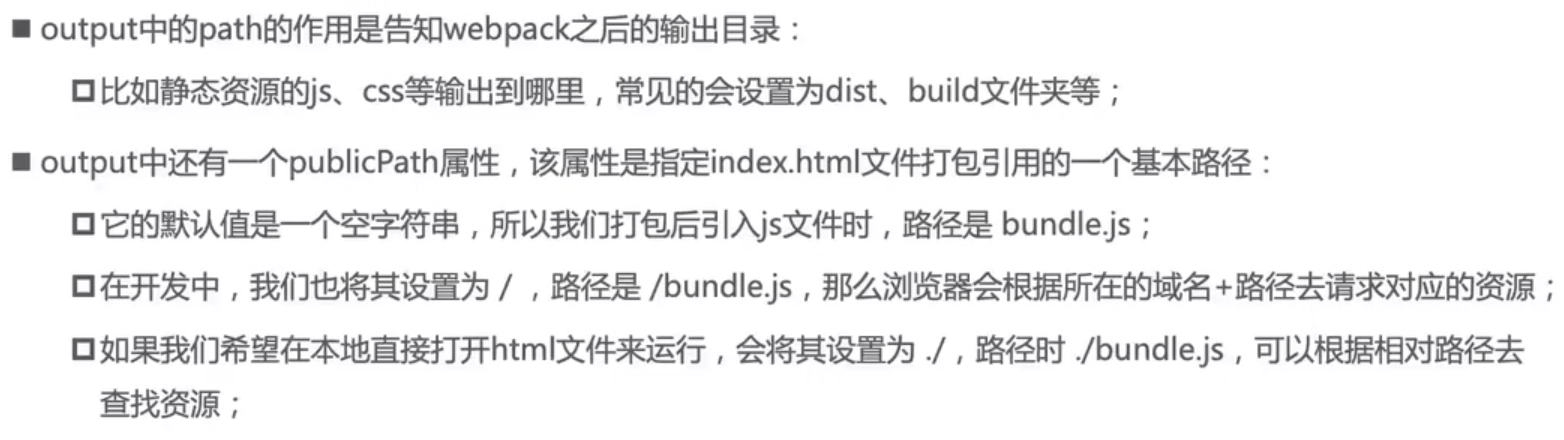 ■ output中的path的作用是告知webpack之后的输出目录：
□ 比如静态资源的js、css等输出到哪里，常见的会设置为dist、build文件夹等；
■ output中还有一个publicPath属性，该属性是指定index.html文件打包引用的一个基本路径：
□ 它的默认值是一个空字符串，所以我们打包后引入js文件时，路径是 bundle.js；
□ 在开发中，我们也将其设置为 / ，路径是 /bundle.js，那么浏览器会根据所在的域名+路径去请求对应的资源；
□ 如果我们希望在本地直接打开html文件来运行，会将其设置为 ./，路径时 ./bundle.js，可以根据相对路径去
查找资源；